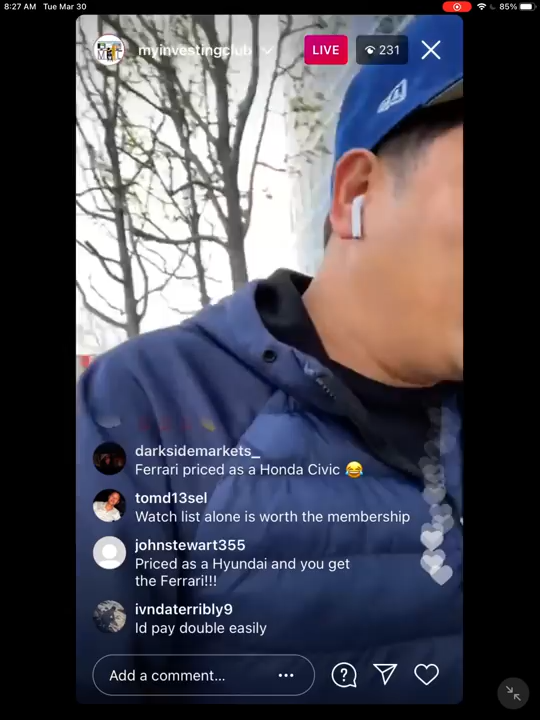 8:27 AM Tue Mar 30
85%
myinvestingclub
LIVE
231
darksidemarkets_
Ferrari priced as a Honda Civic 😂
tomd13sel
Watch list alone is worth the membership
johnstewart355
Priced as a Hyundai and you get
the Ferrari!!!
ivndaterribly9
Id pay double easily
Add a comment...